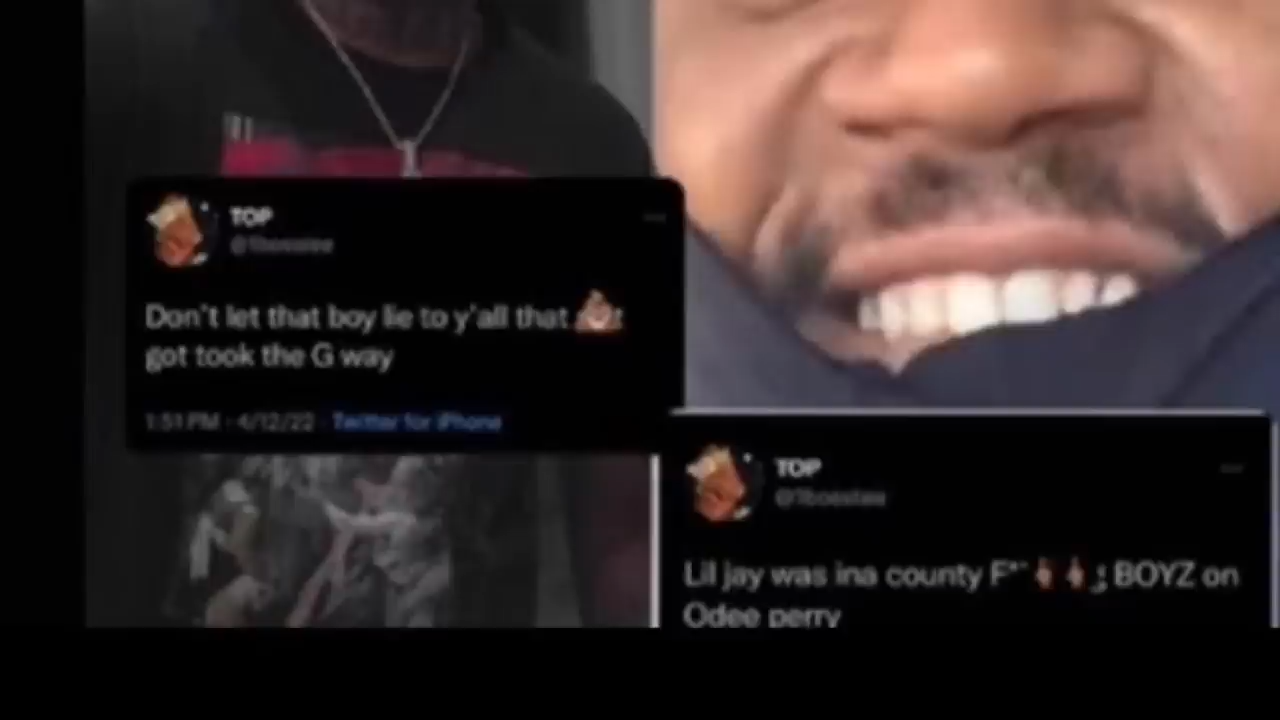 TOP
Don't let that boy lie to y'all that
got took the G way
1:51 PM · 4/12/22 · Twitter for iPhone
TOP
Lil jay was ina county F BOYZ on
Odee perry